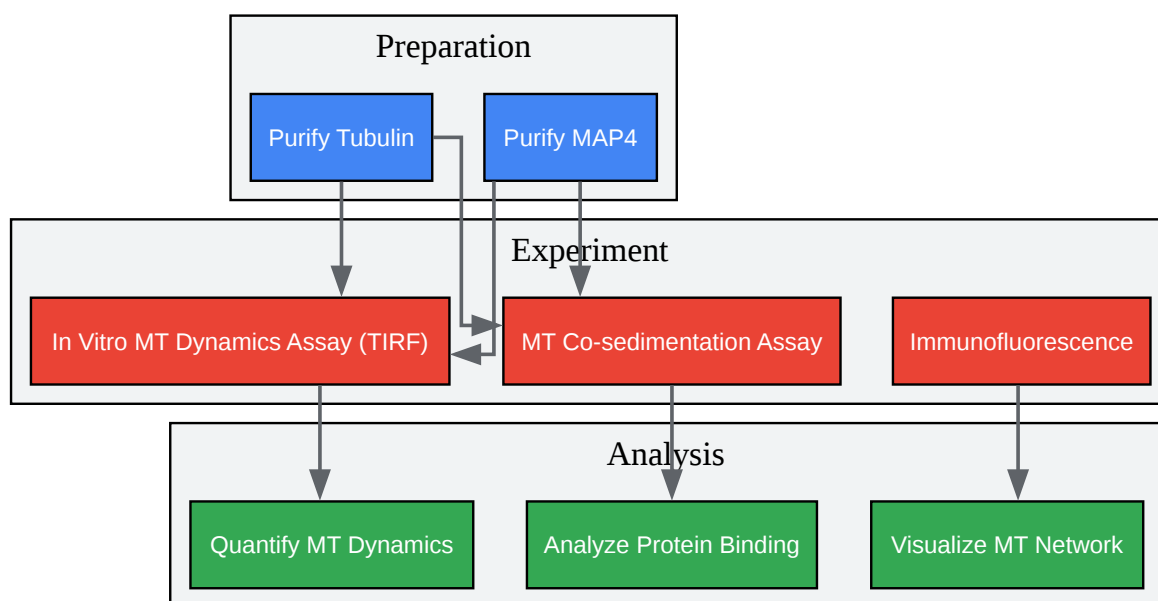 Preparation
Purify Tubulin
Purify MAP4
Experiment
In Vitro MT Dynamics Assay (TIRF)
MT Co-sedimentation Assay
Immunofluorescence
Analysis
Quantify MT Dynamics
Analyze Protein Binding
Visualize MT Network